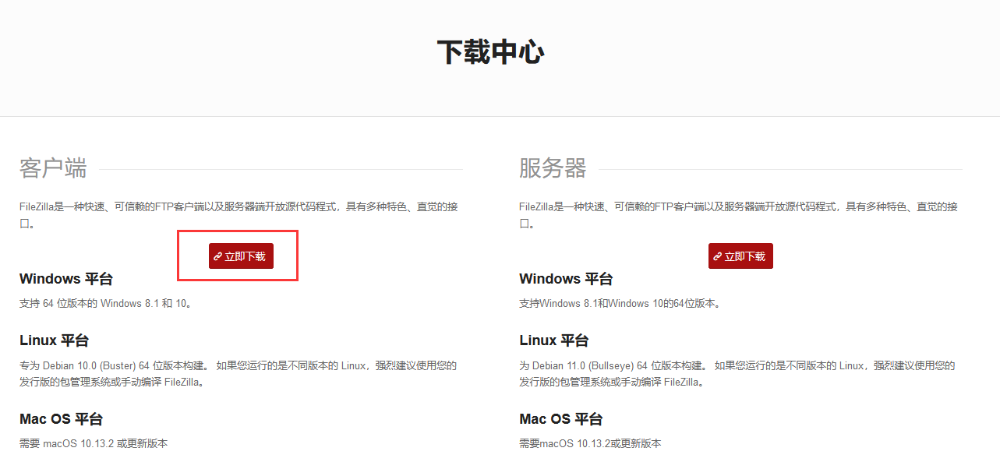 下载中心
客户端
FileZilla是一种快速、可信赖的FTP客户端以及服务器端开放源代码程式，具有多种特色、直觉的接
口。
立即下载
Windows 平台
支持 64 位版本的 Windows 8.1 和 10。
Linux 平台
专为 Debian 10.0 (Buster) 64 位版本构建。 如果您运行的是不同版本的 Linux，强烈建议使用您的
发行版的包管理系统或手动编译 FileZilla。
Mac OS 平台
需要 macOS 10.13.2 或更新版本
服务器
FileZilla是一种快速、可信赖的FTP客户端以及服务器端开放源代码程式，具有多种特色、直觉的接
口。
立即下载
Windows 平台
支持Windows 8.1和Windows 10的64位版本。
Linux 平台
为 Debian 11.0 (Bullseye) 64 位版本构建。 如果您运行的是不同版本的 Linux，强烈建议使用您的
发行版的包管理系统或手动编译 FileZilla。
Mac OS 平台
需要macOS 10.13.2或更新版本